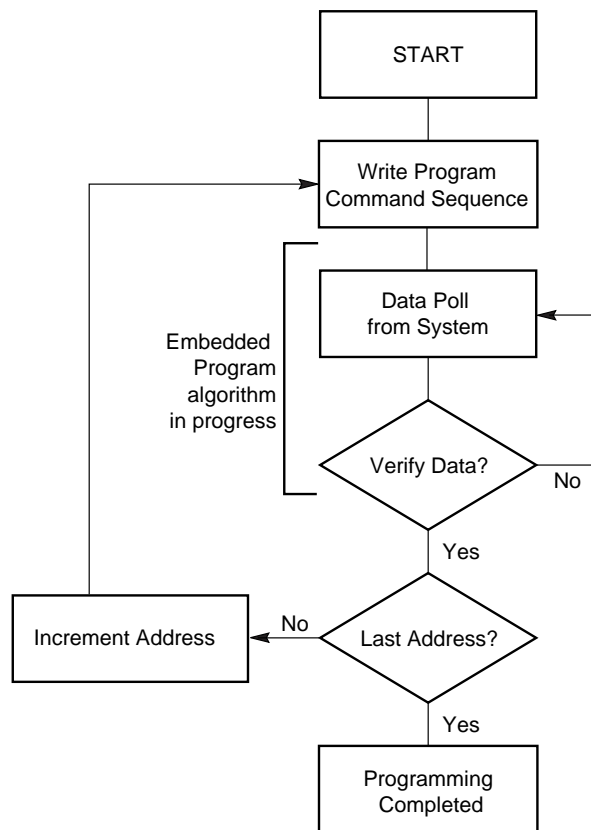 START
Write Program
Command Sequence
Data Poll
from System
Embedded
Program
algorithm
in progress
Verify Data?
No
Yes
Last Address?
No
Increment Address
Yes
Programming
Completed